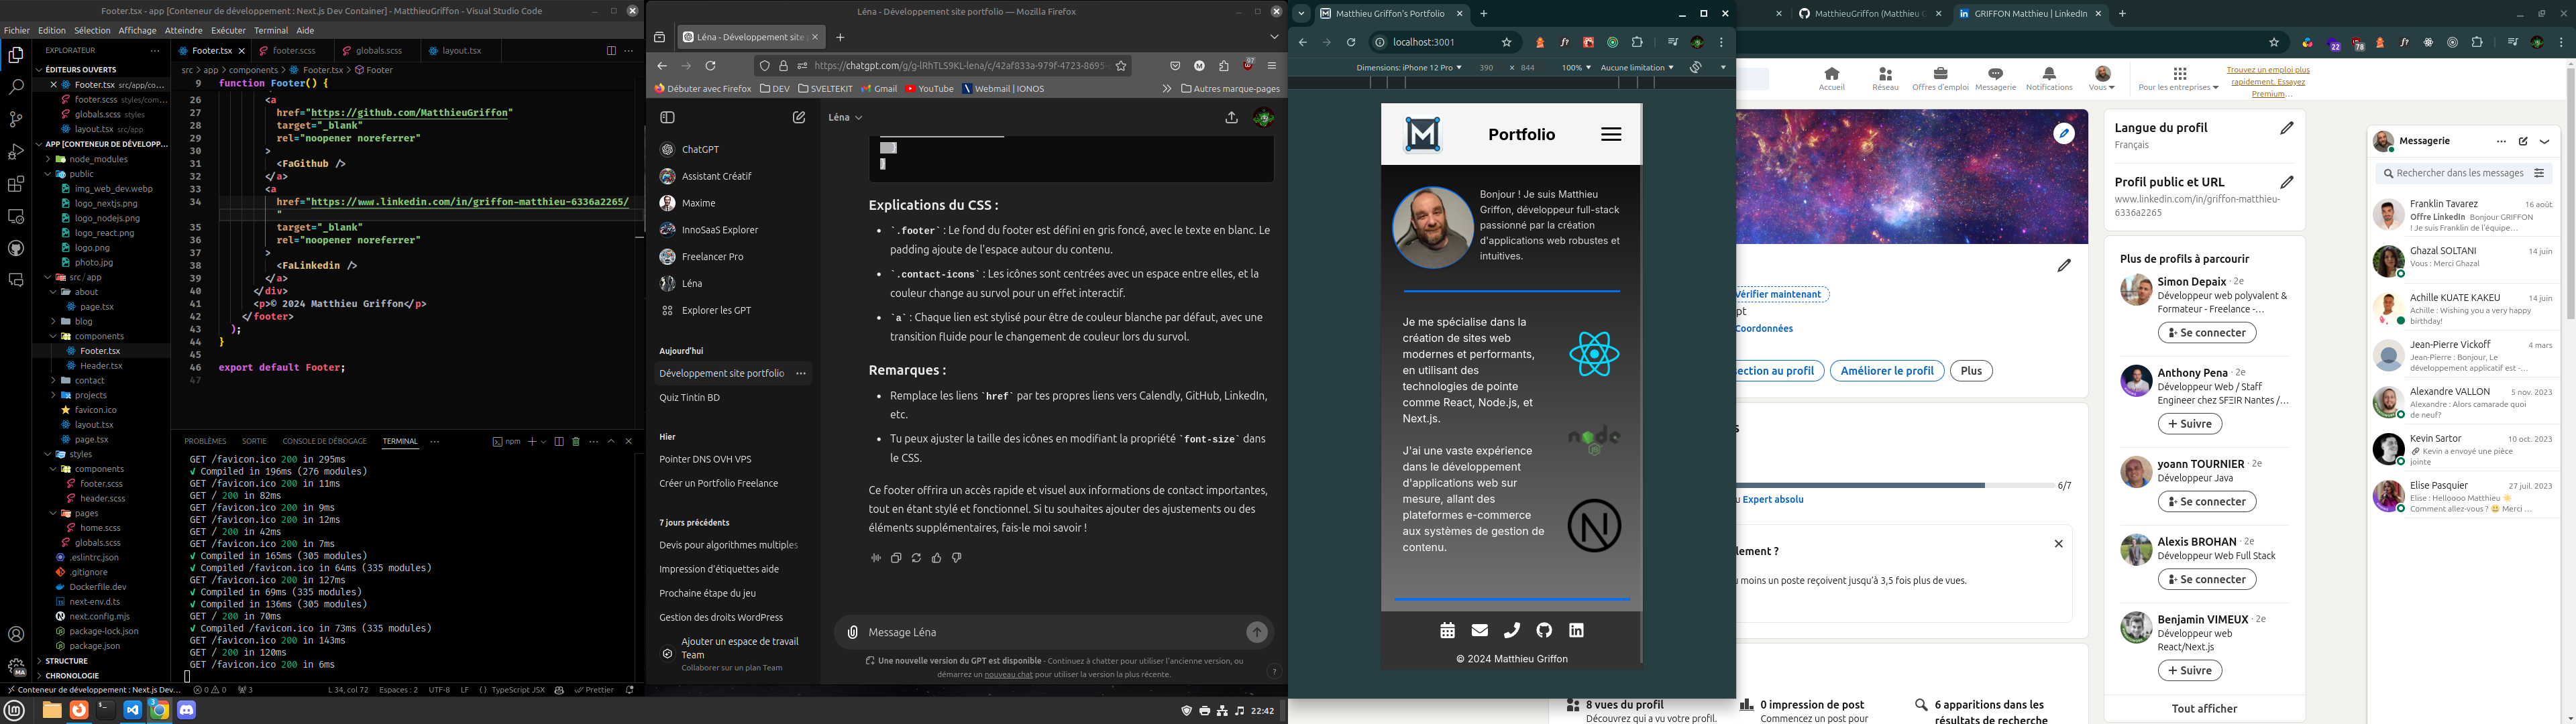 Footer.tsx - app [Conteneur de développement : Next.js Dev Container] - MatthieuGriffon - Visual Studio Code
Fichier Edition Sélection Affichage Atteindre Exécuter Terminal Aide
EXPLORATEUR
ÉDITEURS OUVERTS
Footer.tsx src/app/co...
footer.scss styles/com...
globals.scss styles
layout.tsx src/app
APP [CONTENEUR DE DÉVELOPP...
node_modules
public
img_web_dev.webp
logo_nextjs.png
logo_nodejs.png
logo_react.png
logo.png
photo.jpg
src / app
about
page.tsx
blog
components
Footer.tsx
Header.tsx
contact
projects
favicon.ico
layout.tsx
page.tsx
styles
components
footer.scss
header.scss
pages
home.scss
globals.scss
.eslintrc.json
.gitignore
Dockerfile.dev
next-env.d.ts
next.config.mjs
package-lock.json
package.json
STRUCTURE
CHRONOLOGIE
Footer.tsx footer.scss globals.scss layout.tsx
src > app > components > Footer.tsx > Footer
9 function Footer() {
26 <a
27 href="https://github.com/MatthieuGriffon"
28 target="_blank"
29 rel="noopener noreferrer"
30 >
31 <FaGithub />
32 </a>
33 <a
34 href="https://www.linkedin.com/in/griffon-matthieu-6336a2265/
"
35 target="_blank"
36 rel="noopener noreferrer"
37 >
38 <FaLinkedin />
39 </a>
40 </div>
41 <p>© 2024 Matthieu Griffon</p>
42 </footer>
43 );
44 }
45
46 export default Footer;
47
PROBLÈMES SORTIE CONSOLE DE DÉBOGAGE TERMINAL npm
GET /favicon.ico 200 in 295ms
✓ Compiled in 196ms (276 modules)
GET /favicon.ico 200 in 11ms
GET / 200 in 82ms
GET /favicon.ico 200 in 9ms
GET /favicon.ico 200 in 12ms
GET / 200 in 42ms
GET /favicon.ico 200 in 7ms
✓ Compiled in 165ms (305 modules)
✓ Compiled /favicon.ico in 64ms (335 modules)
GET /favicon.ico 200 in 127ms
✓ Compiled in 69ms (335 modules)
✓ Compiled in 136ms (305 modules)
GET / 200 in 70ms
✓ Compiled /favicon.ico in 73ms (335 modules)
GET /favicon.ico 200 in 143ms
GET / 200 in 120ms
GET /favicon.ico 200 in 6ms
Conteneur de développement : Next.js Dev... 0 0 3 L 34, col 72 Espaces : 2 UTF-8 LF TypeScript JSX Prettier
22:42
Léna - Développement site portfolio — Mozilla Firefox
Léna - Développement site
https://chatgpt.com/g/g-lRhTLS9KL-lena/c/42af833a-979f-4723-8695-
Débuter avec Firefox DEV SVELTEKIT Gmail YouTube Webmail | IONOS Autres marque-pages
ChatGPT
Assistant Créatif
Maxime
InnoSaaS Explorer
Freelancer Pro
Léna
Explorer les GPT
Aujourd'hui
Développement site portfolio
Quiz Tintin BD
Hier
Pointer DNS OVH VPS
Créer un Portfolio Freelance
7 jours précédents
Devis pour algorithmes multiples
Impression d'étiquettes aide
Prochaine étape du jeu
Gestion des droits WordPress
Ajouter un espace de travail
Team
Collaborer sur un plan Team
Léna
}
}
Explications du CSS :
`.footer` : Le fond du footer est défini en gris foncé, avec le texte en blanc. Le
padding ajoute de l'espace autour du contenu.
`.contact-icons` : Les icônes sont centrées avec un espace entre elles, et la
couleur change au survol pour un effet interactif.
`a` : Chaque lien est stylisé pour être de couleur blanche par défaut, avec une
transition fluide pour le changement de couleur lors du survol.
Remarques :
Remplace les liens `href` par tes propres liens vers Calendly, GitHub, LinkedIn,
etc.
Tu peux ajuster la taille des icônes en modifiant la propriété `font-size` dans
le CSS.
Ce footer offrira un accès rapide et visuel aux informations de contact importantes,
tout en étant stylé et fonctionnel. Si tu souhaites ajouter des ajustements ou des
éléments supplémentaires, fais-le moi savoir !
Message Léna
Une nouvelle version du GPT est disponible - Continuez à chatter pour utiliser l'ancienne version, ou
démarrez un nouveau chat pour utiliser la version la plus récente.
?
Matthieu Griffon's Portfolio
localhost:3001
Dimensions: iPhone 12 Pro 390 × 844 100% Aucune limitation
Portfolio
Bonjour ! Je suis Matthieu
Griffon, développeur full-stack
passionné par la création
d'applications web robustes et
intuitives.
Je me spécialise dans la
création de sites web
modernes et performants,
en utilisant des
technologies de pointe
comme React, Node.js, et
Next.js.
J'ai une vaste expérience
dans le développement
d'applications web sur
mesure, allant des
plateformes e-commerce
aux systèmes de gestion de
contenu.
node
© 2024 Matthieu Griffon
MatthieuGriffon (Matthieu G GRIFFON Matthieu | LinkedIn
22 78
Accueil Réseau Offres d'emploi Messagerie Notifications Vous Pour les entreprises
Trouvez un emploi plus
rapidement. Essayez
Premium...
Vérifier maintenant
pt
Coordonnées
section au profil Améliorer le profil Plus
s
6/7
u Expert absolu
lement ?
u moins un poste reçoivent jusqu'à 3,5 fois plus de vues.
8 vues du profil
Découvrez qui a vu votre profil.
0 impression de post
Commencez un post pour
6 apparitions dans les
résultats de recherche
Langue du profil
Français
Profil public et URL
www.linkedin.com/in/griffon-matthieu-
6336a2265
Plus de profils à parcourir
Simon Depaix · 2e
Développeur web polyvalent &
Formateur - Freelance -...
Se connecter
Anthony Pena · 2e
Développeur Web / Staff
Engineer chez SFΞIR Nantes /...
+ Suivre
yoann TOURNIER · 2e
Développeur Java
Se connecter
Alexis BROHAN · 2e
Développeur Web Full Stack
Se connecter
Benjamin VIMEUX · 2e
Développeur web
React/Next.js
+ Suivre
Tout afficher
Messagerie
Rechercher dans les messages
Franklin Tavarez 16 août
Offre LinkedIn Bonjour GRIFFON
! Je suis Franklin de l'équipe...
Ghazal SOLTANI 14 juin
Vous : Merci Ghazal
Achille KUATE KAKEU 14 juin
Achille : Wishing you a very happy
birthday!
Jean-Pierre Vickoff 4 mars
Jean-Pierre : Bonjour, Le
développement applicatif est -...
Alexandre VALLON 5 nov. 2023
Alexandre : Alors camarade quoi
de neuf?
Kevin Sartor 10 oct. 2023
Kevin a envoyé une pièce
jointe
Elise Pasquier 27 juil. 2023
Elise : Helloooo Matthieu ☀
Comment allez-vous ? 😃 Merci ...